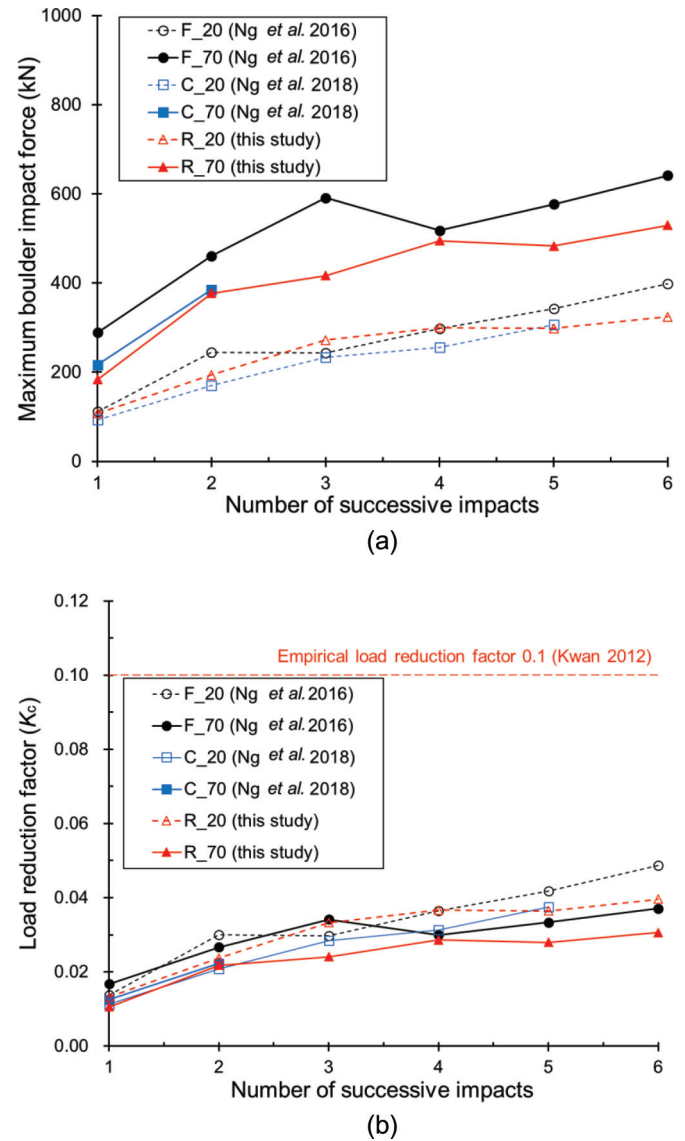 1000
800
600
400
200
0
Maximum boulder impact force (kN)
F_20 (Ng et al. 2016)
F_70 (Ng et al. 2016)
C_20 (Ng et al. 2018)
C_70 (Ng et al. 2018)
R_20 (this study)
R_70 (this study)
1 2 3 4 5 6
Number of successive impacts
(a)
0.12
0.10
0.08
0.06
0.04
0.02
0.00
Load reduction factor (Kc)
Empirical load reduction factor 0.1 (Kwan 2012)
F_20 (Ng et al. 2016)
F_70 (Ng et al. 2016)
C_20 (Ng et al. 2018)
C_70 (Ng et al. 2018)
R_20 (this study)
R_70 (this study)
1 2 3 4 5 6
Number of successive impacts
(b)